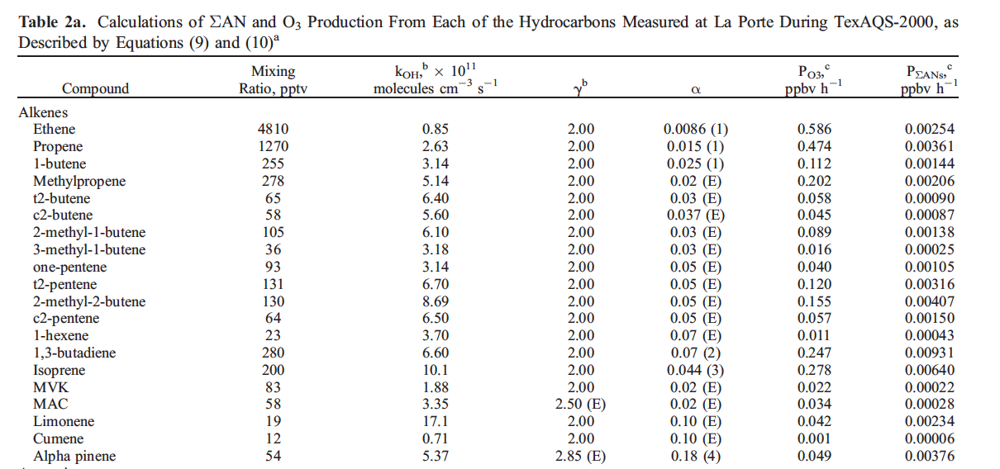 Table 2a. Calculations of ΣAN and O₃ Production From Each of the Hydrocarbons Measured at La Porte During TexAQS-2000, as
Described by Equations (9) and (10)ᵃ
Compound Mixing Ratio, pptv k_OH,ᵇ × 10¹¹ molecules cm⁻³ s⁻¹ γᵇ α P_O3,ᶜ ppbv h⁻¹ P_ΣANs,ᶜ ppbv h⁻¹
Alkenes
Ethene 4810 0.85 2.00 0.0086 (1) 0.586 0.00254
Propene 1270 2.63 2.00 0.015 (1) 0.474 0.00361
1-butene 255 3.14 2.00 0.025 (1) 0.112 0.00144
Methylpropene 278 5.14 2.00 0.02 (E) 0.202 0.00206
t2-butene 65 6.40 2.00 0.03 (E) 0.058 0.00090
c2-butene 58 5.60 2.00 0.037 (E) 0.045 0.00087
2-methyl-1-butene 105 6.10 2.00 0.03 (E) 0.089 0.00138
3-methyl-1-butene 36 3.18 2.00 0.03 (E) 0.016 0.00025
one-pentene 93 3.14 2.00 0.05 (E) 0.040 0.00105
t2-pentene 131 6.70 2.00 0.05 (E) 0.120 0.00316
2-methyl-2-butene 130 8.69 2.00 0.05 (E) 0.155 0.00407
c2-pentene 64 6.50 2.00 0.05 (E) 0.057 0.00150
1-hexene 23 3.70 2.00 0.07 (E) 0.011 0.00043
1,3-butadiene 280 6.60 2.00 0.07 (2) 0.247 0.00931
Isoprene 200 10.1 2.00 0.044 (3) 0.278 0.00640
MVK 83 1.88 2.00 0.02 (E) 0.022 0.00022
MAC 58 3.35 2.50 (E) 0.02 (E) 0.034 0.00028
Limonene 19 17.1 2.00 0.10 (E) 0.042 0.00234
Cumene 12 0.71 2.00 0.10 (E) 0.001 0.00006
Alpha pinene 54 5.37 2.85 (E) 0.18 (4) 0.049 0.00376